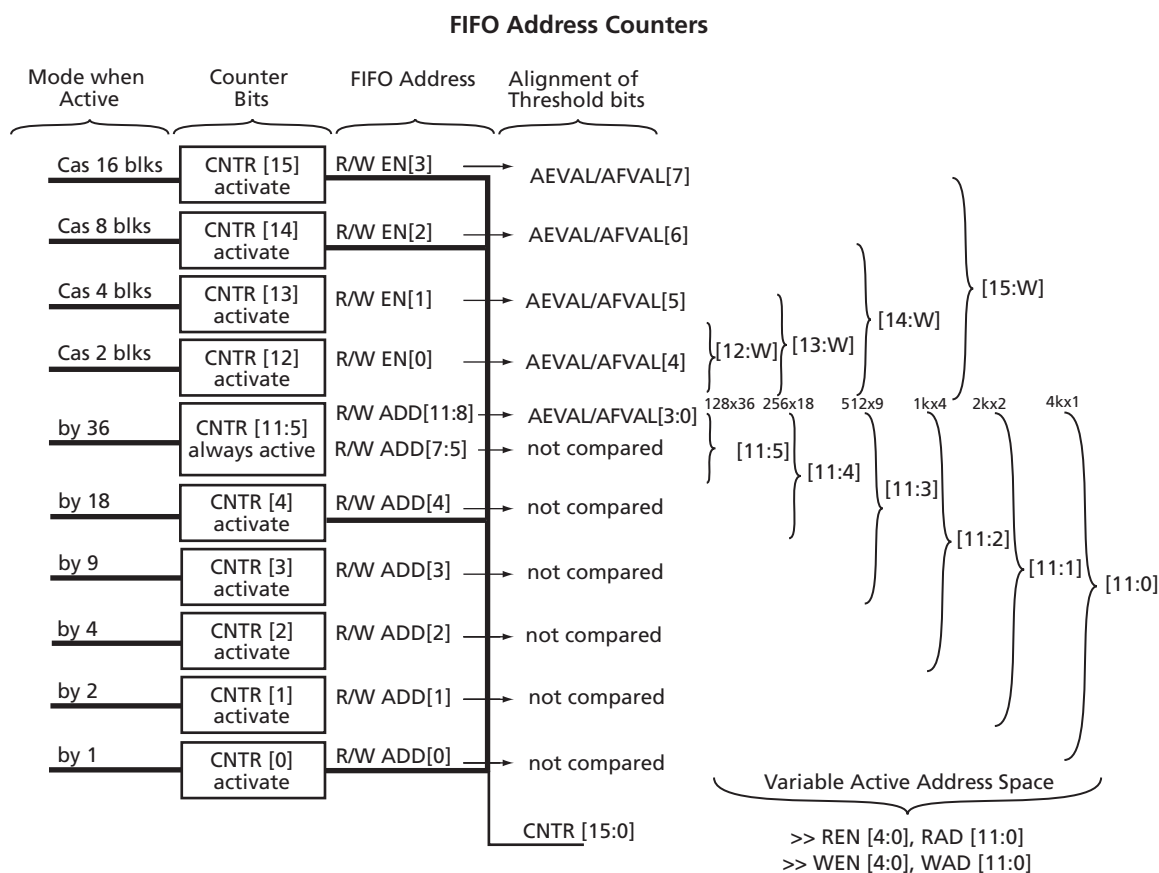 FIFO Address Counters
Mode when
Active
Counter
Bits
FIFO Address
Alignment of
Threshold bits
Cas 16 blks
CNTR [15]
activate
R/W EN[3]
AEVAL/AFVAL[7]
Cas 8 blks
CNTR [14]
activate
R/W EN[2]
AEVAL/AFVAL[6]
Cas 4 blks
CNTR [13]
activate
R/W EN[1]
AEVAL/AFVAL[5]
Cas 2 blks
CNTR [12]
activate
R/W EN[0]
AEVAL/AFVAL[4]
by 36
CNTR [11:5]
always active
R/W ADD[11:8]
AEVAL/AFVAL[3:0]
R/W ADD[7:5]
not compared
by 18
CNTR [4]
activate
R/W ADD[4]
not compared
by 9
CNTR [3]
activate
R/W ADD[3]
not compared
by 4
CNTR [2]
activate
R/W ADD[2]
not compared
by 2
CNTR [1]
activate
R/W ADD[1]
not compared
by 1
CNTR [0]
activate
R/W ADD[0]
not compared
CNTR [15:0]
[12:W]
[13:W]
[14:W]
[15:W]
128x36
256x18
512x9
1kx4
2kx2
4kx1
[11:5]
[11:4]
[11:3]
[11:2]
[11:1]
[11:0]
Variable Active Address Space
>> REN [4:0], RAD [11:0]
>> WEN [4:0], WAD [11:0]